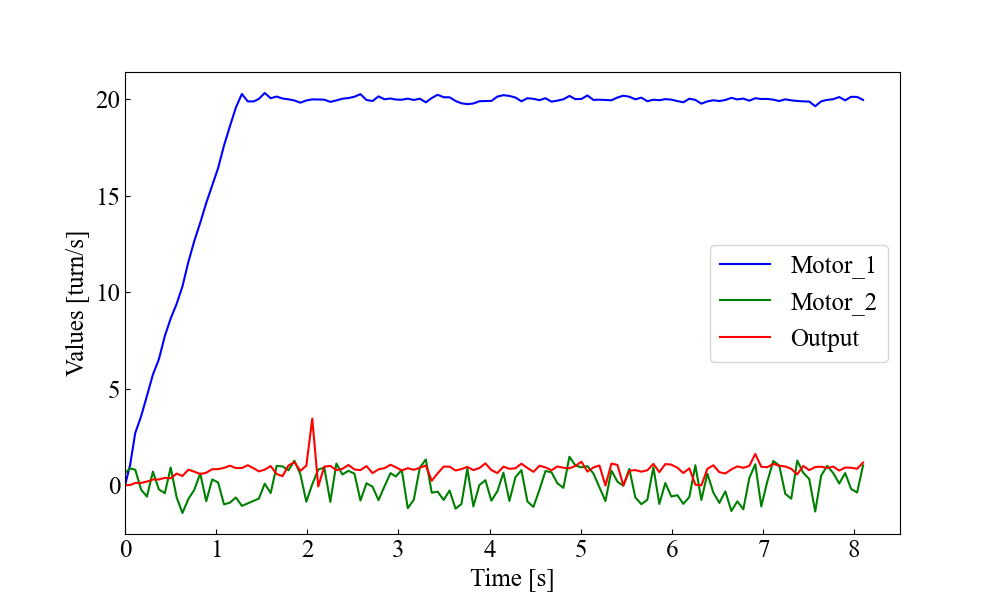 20
15
10
5
0
Values [turn/s]
Motor_1
Motor_2
Output
0 1 2 3 4 5 6 7 8
Time [s]